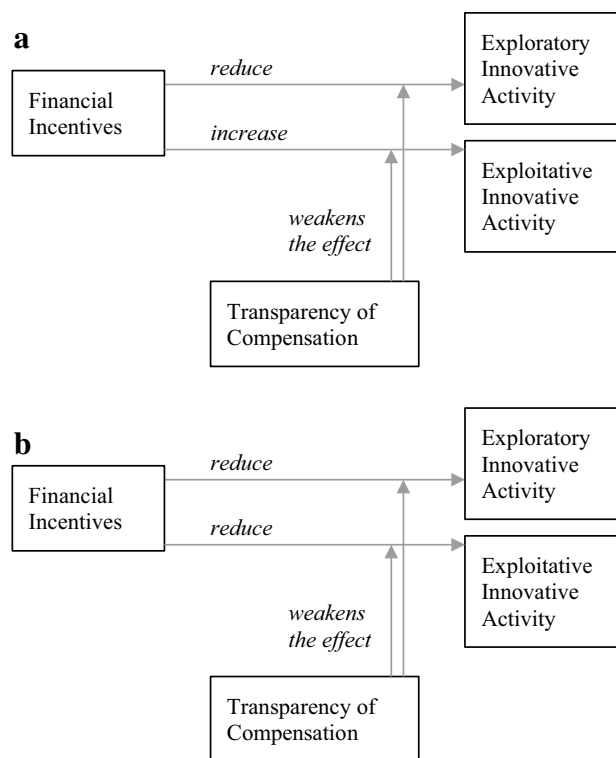 a
Exploratory
Innovative
Activity
reduce
Financial
Incentives
increase
Exploitative
Innovative
Activity
weakens
the effect
Transparency of
Compensation
b
Exploratory
Innovative
Activity
reduce
Financial
Incentives
reduce
Exploitative
Innovative
Activity
weakens
the effect
Transparency of
Compensation